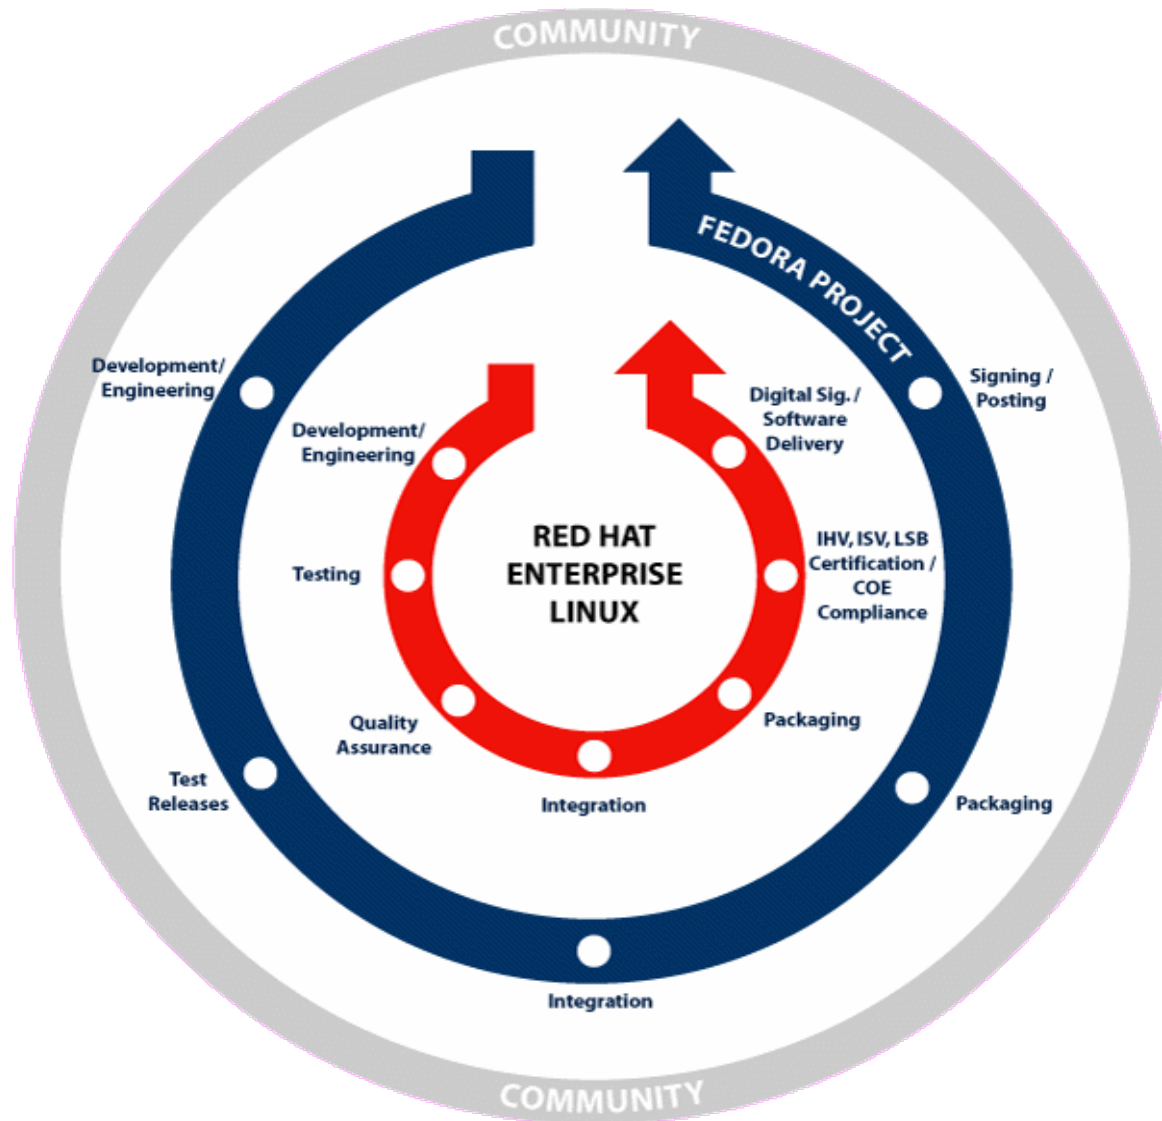 COMMUNITY
FEDORA PROJECT
Development/
Engineering
Signing /
Posting
Development/
Engineering
Digital Sig. /
Software
Delivery
RED HAT
ENTERPRISE
LINUX
Testing
IHV, ISV, LSB
Certification /
COE
Compliance
Quality
Assurance
Packaging
Integration
Test
Releases
Packaging
Integration
COMMUNITY